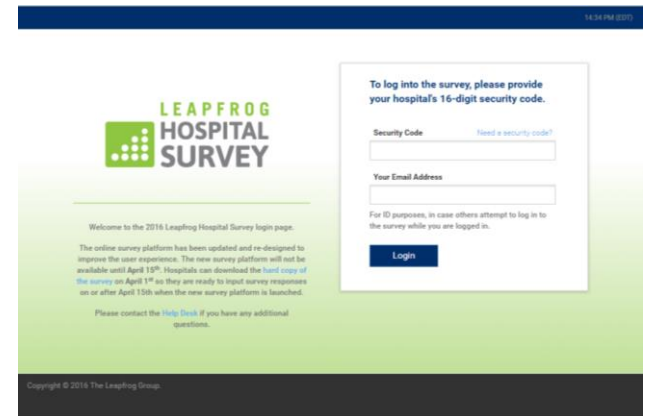 14:34 PM (EDT)
LEAPFROG
HOSPITAL
SURVEY
Welcome to the 2016 Leapfrog Hospital Survey login page.
The online survey platform has been updated and re-designed to
improve the user experience. The new survey platform will not be
available until April 15th. Hospitals can download the hard copy of
the survey on April 1st so they are ready to input survey responses
on or after April 15th when the new survey platform is launched.
Please contact the Help Desk if you have any additional
questions.
To log into the survey, please provide
your hospital's 16-digit security code.
Security Code Need a security code?
Your Email Address
For ID purposes, in case others attempt to log in to
the survey while you are logged in.
Login
Copyright © 2016 The Leapfrog Group.